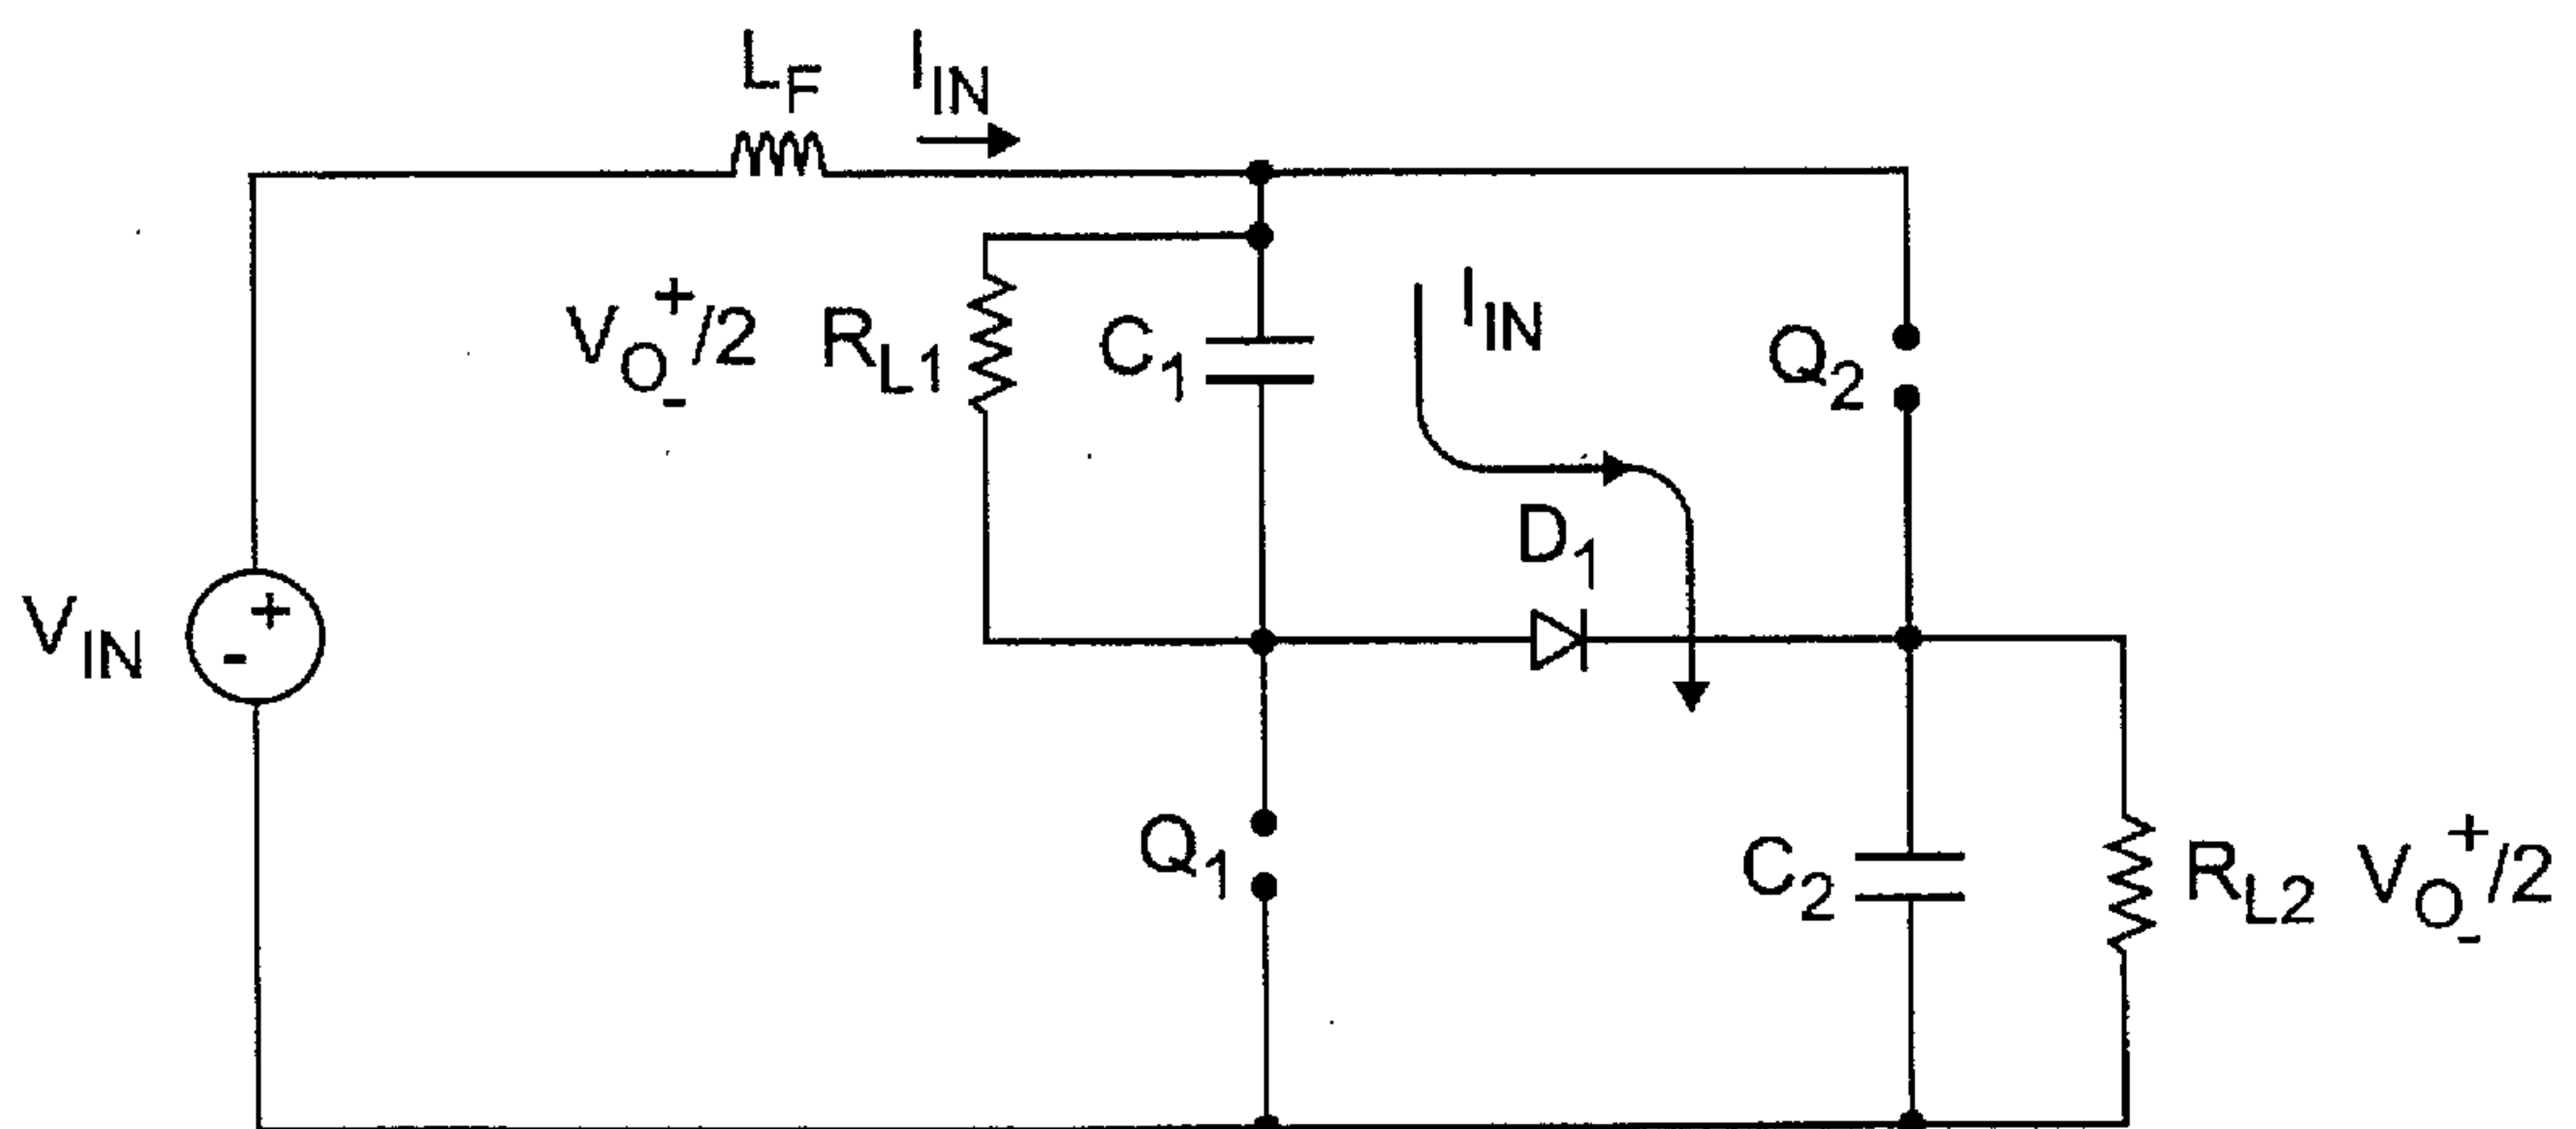 L_F I_IN
V_O^+_-/2 R_L1 C_1 I_IN Q_2
D_1
V_IN + -
Q_1 C_2 R_L2 V_O^+_-/2